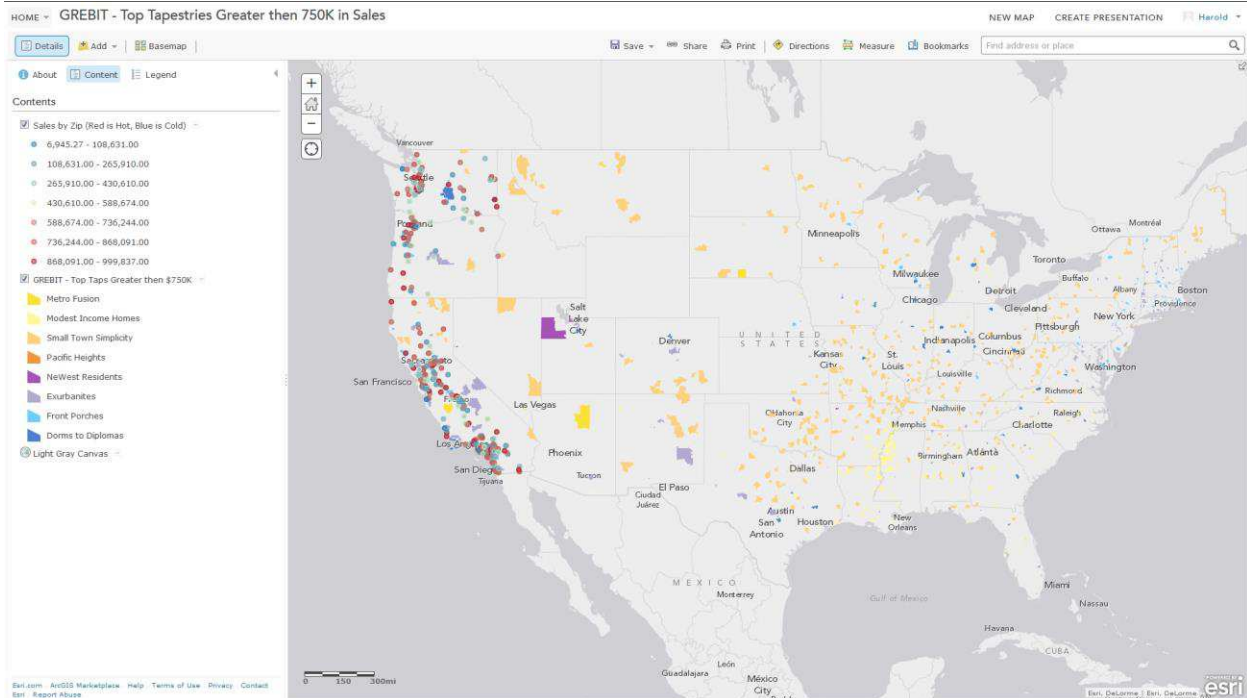 HOME GREBIT - Top Tapestries Greater then 750K in Sales
NEW MAP CREATE PRESENTATION Harold
Details Add Basemap
Save Share Print Directions Measure Bookmarks Find address or place
About Content Legend
Contents
Sales by Zip (Red is Hot, Blue is Cold)
6,945.27 - 108,631.00
108,631.00 - 265,910.00
265,910.00 - 430,610.00
430,610.00 - 588,674.00
588,674.00 - 736,244.00
736,244.00 - 868,091.00
868,091.00 - 999,837.00
GREBIT - Top Taps Greater then $750K
Metro Fusion
Modest Income Homes
Small Town Simplicity
Pacific Heights
NeWest Residents
Exurbanites
Front Porches
Dorms to Diplomas
Light Gray Canvas
Esri.com ArcGIS Marketplace Help Terms of Use Privacy Contact
Esri Report Abuse
+
−
Vancouver
Seattle
Portland
Minneapolis
Montréal
Ottawa
Toronto
Milwaukee
Buffalo
Albany
Boston
Detroit
Providence
Chicago
Cleveland
New York
Salt
Lake
City
Pittsburgh
Denver
UNITED
STATES
Indianapolis
Columbus
Cincinnati
Sacramento
Kansas
City
St.
Louis
Washington
San Francisco
Louisville
Richmond
Fresno
Las Vegas
Nashville
Raleigh
Oklahoma
City
Memphis
Charlotte
Los Angeles
Phoenix
Birmingham
Atlanta
San Diego
Tijuana
Tucson
Dallas
El Paso
Ciudad
Juárez
Austin
San
Antonio
Houston
New
Orleans
MEXICO
Monterrey
Gulf of Mexico
Miami
Nassau
Havana
CUBA
León
Guadalajara
México
City
0 150 300mi
Esri, DeLorme | Esri, DeLorme
POWERED BY
esri